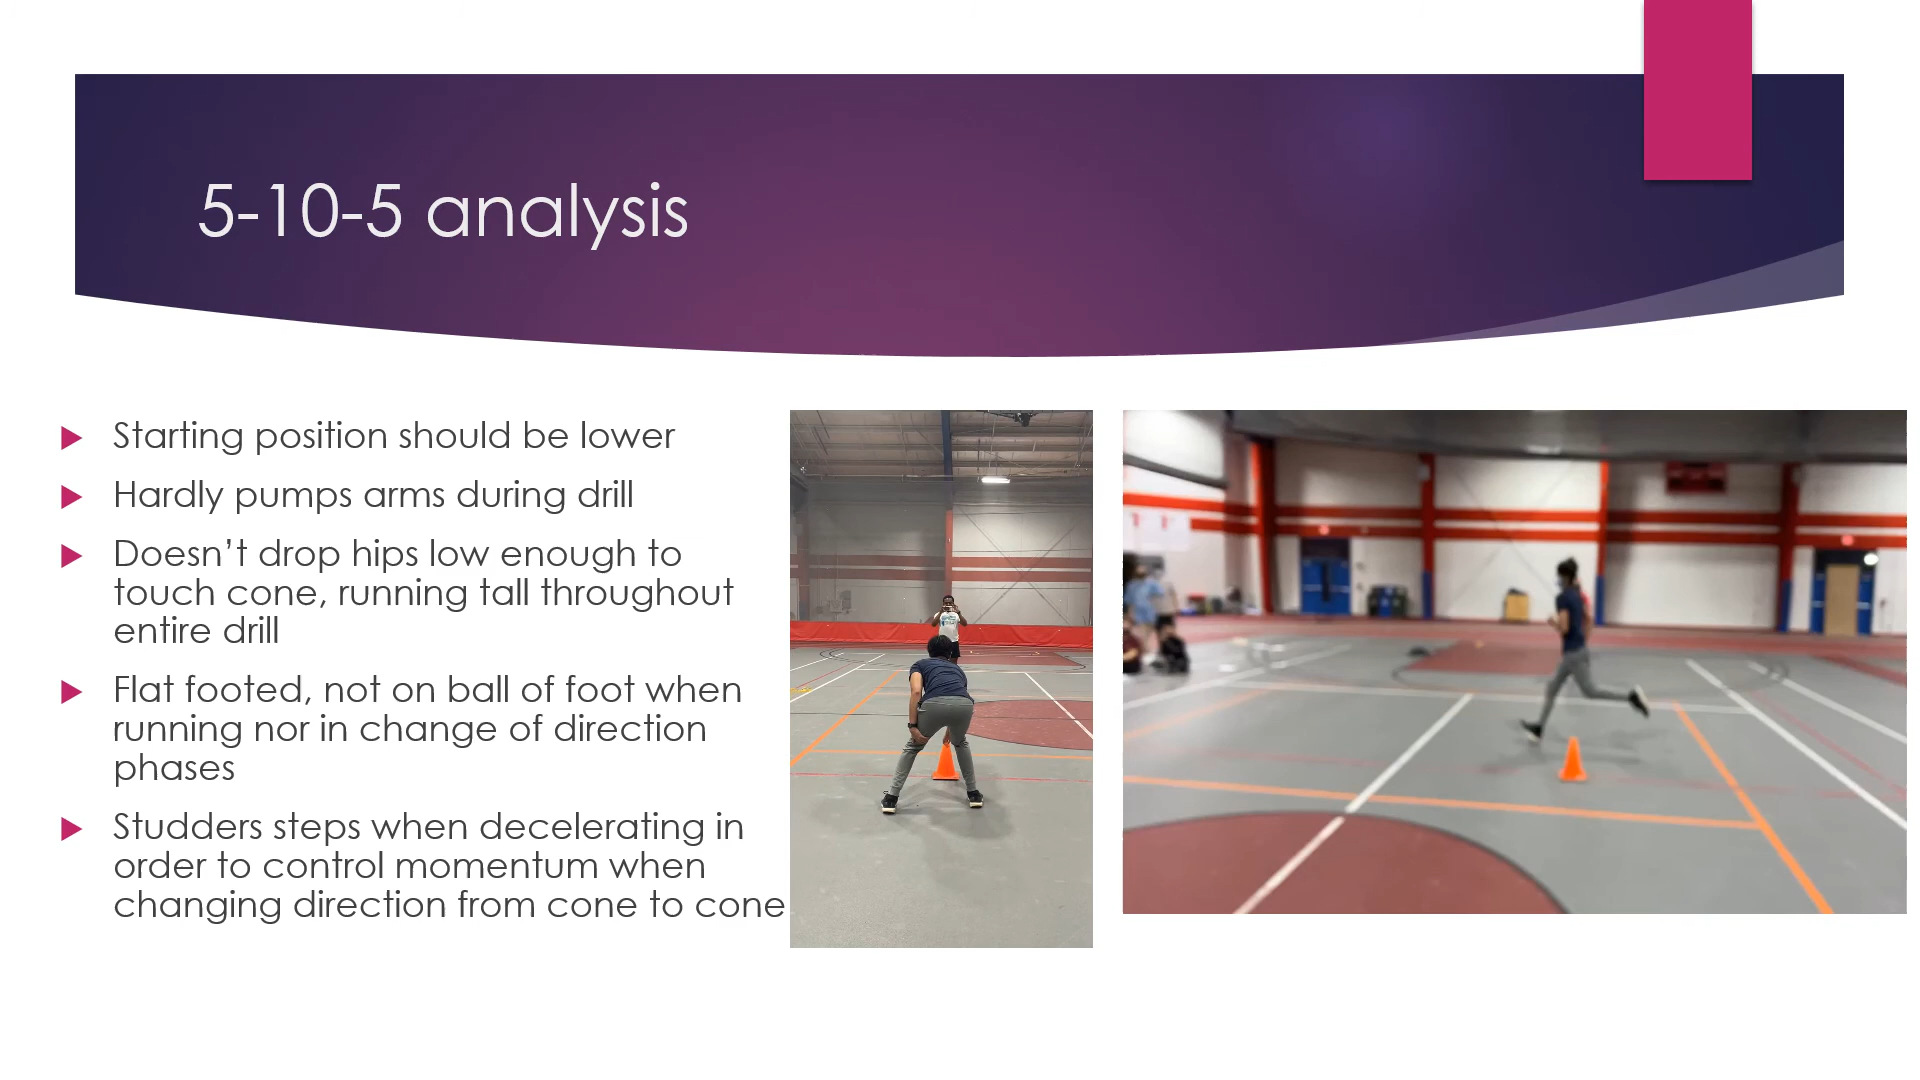 5-10-5 analysis
Starting position should be lower
Hardly pumps arms during drill
Doesn’t drop hips low enough to
touch cone, running tall throughout
entire drill
Flat footed, not on ball of foot when
running nor in change of direction
phases
Studders steps when decelerating in
order to control momentum when
changing direction from cone to cone